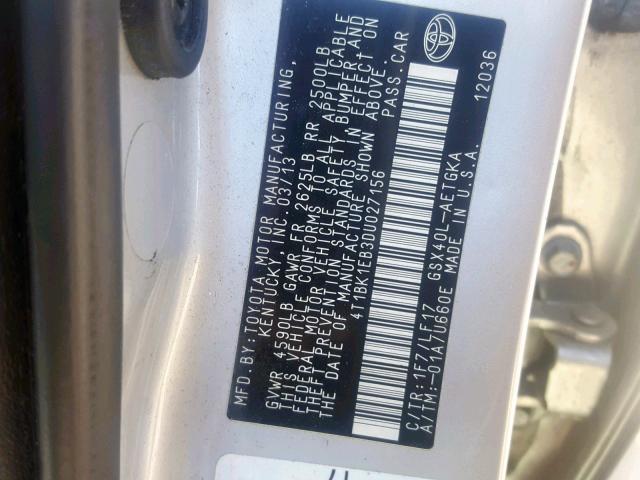 MFD.BY:TOYOTA MOTOR MANUFACTURING,
KENTUCKY, INC. 03/13
GVWR 4590LB GAWR FR 2625LB RR 2500LB
THIS VEHICLE CONFORMS TO ALL APPLICABLE
FEDERAL MOTOR VEHICLE SAFETY, BUMPER,AND
THEFT PREVENTION STANDARDS IN EFFECT ON
THE DATE OF MANUFACTURE SHOWN ABOVE.
4T1BK1EB3DU027156 PASS.CAR
C/TR:1F7/LF17 GSX40L-AETGKA
A/TM:-01A/U660E MADE IN U.S.A. 12036